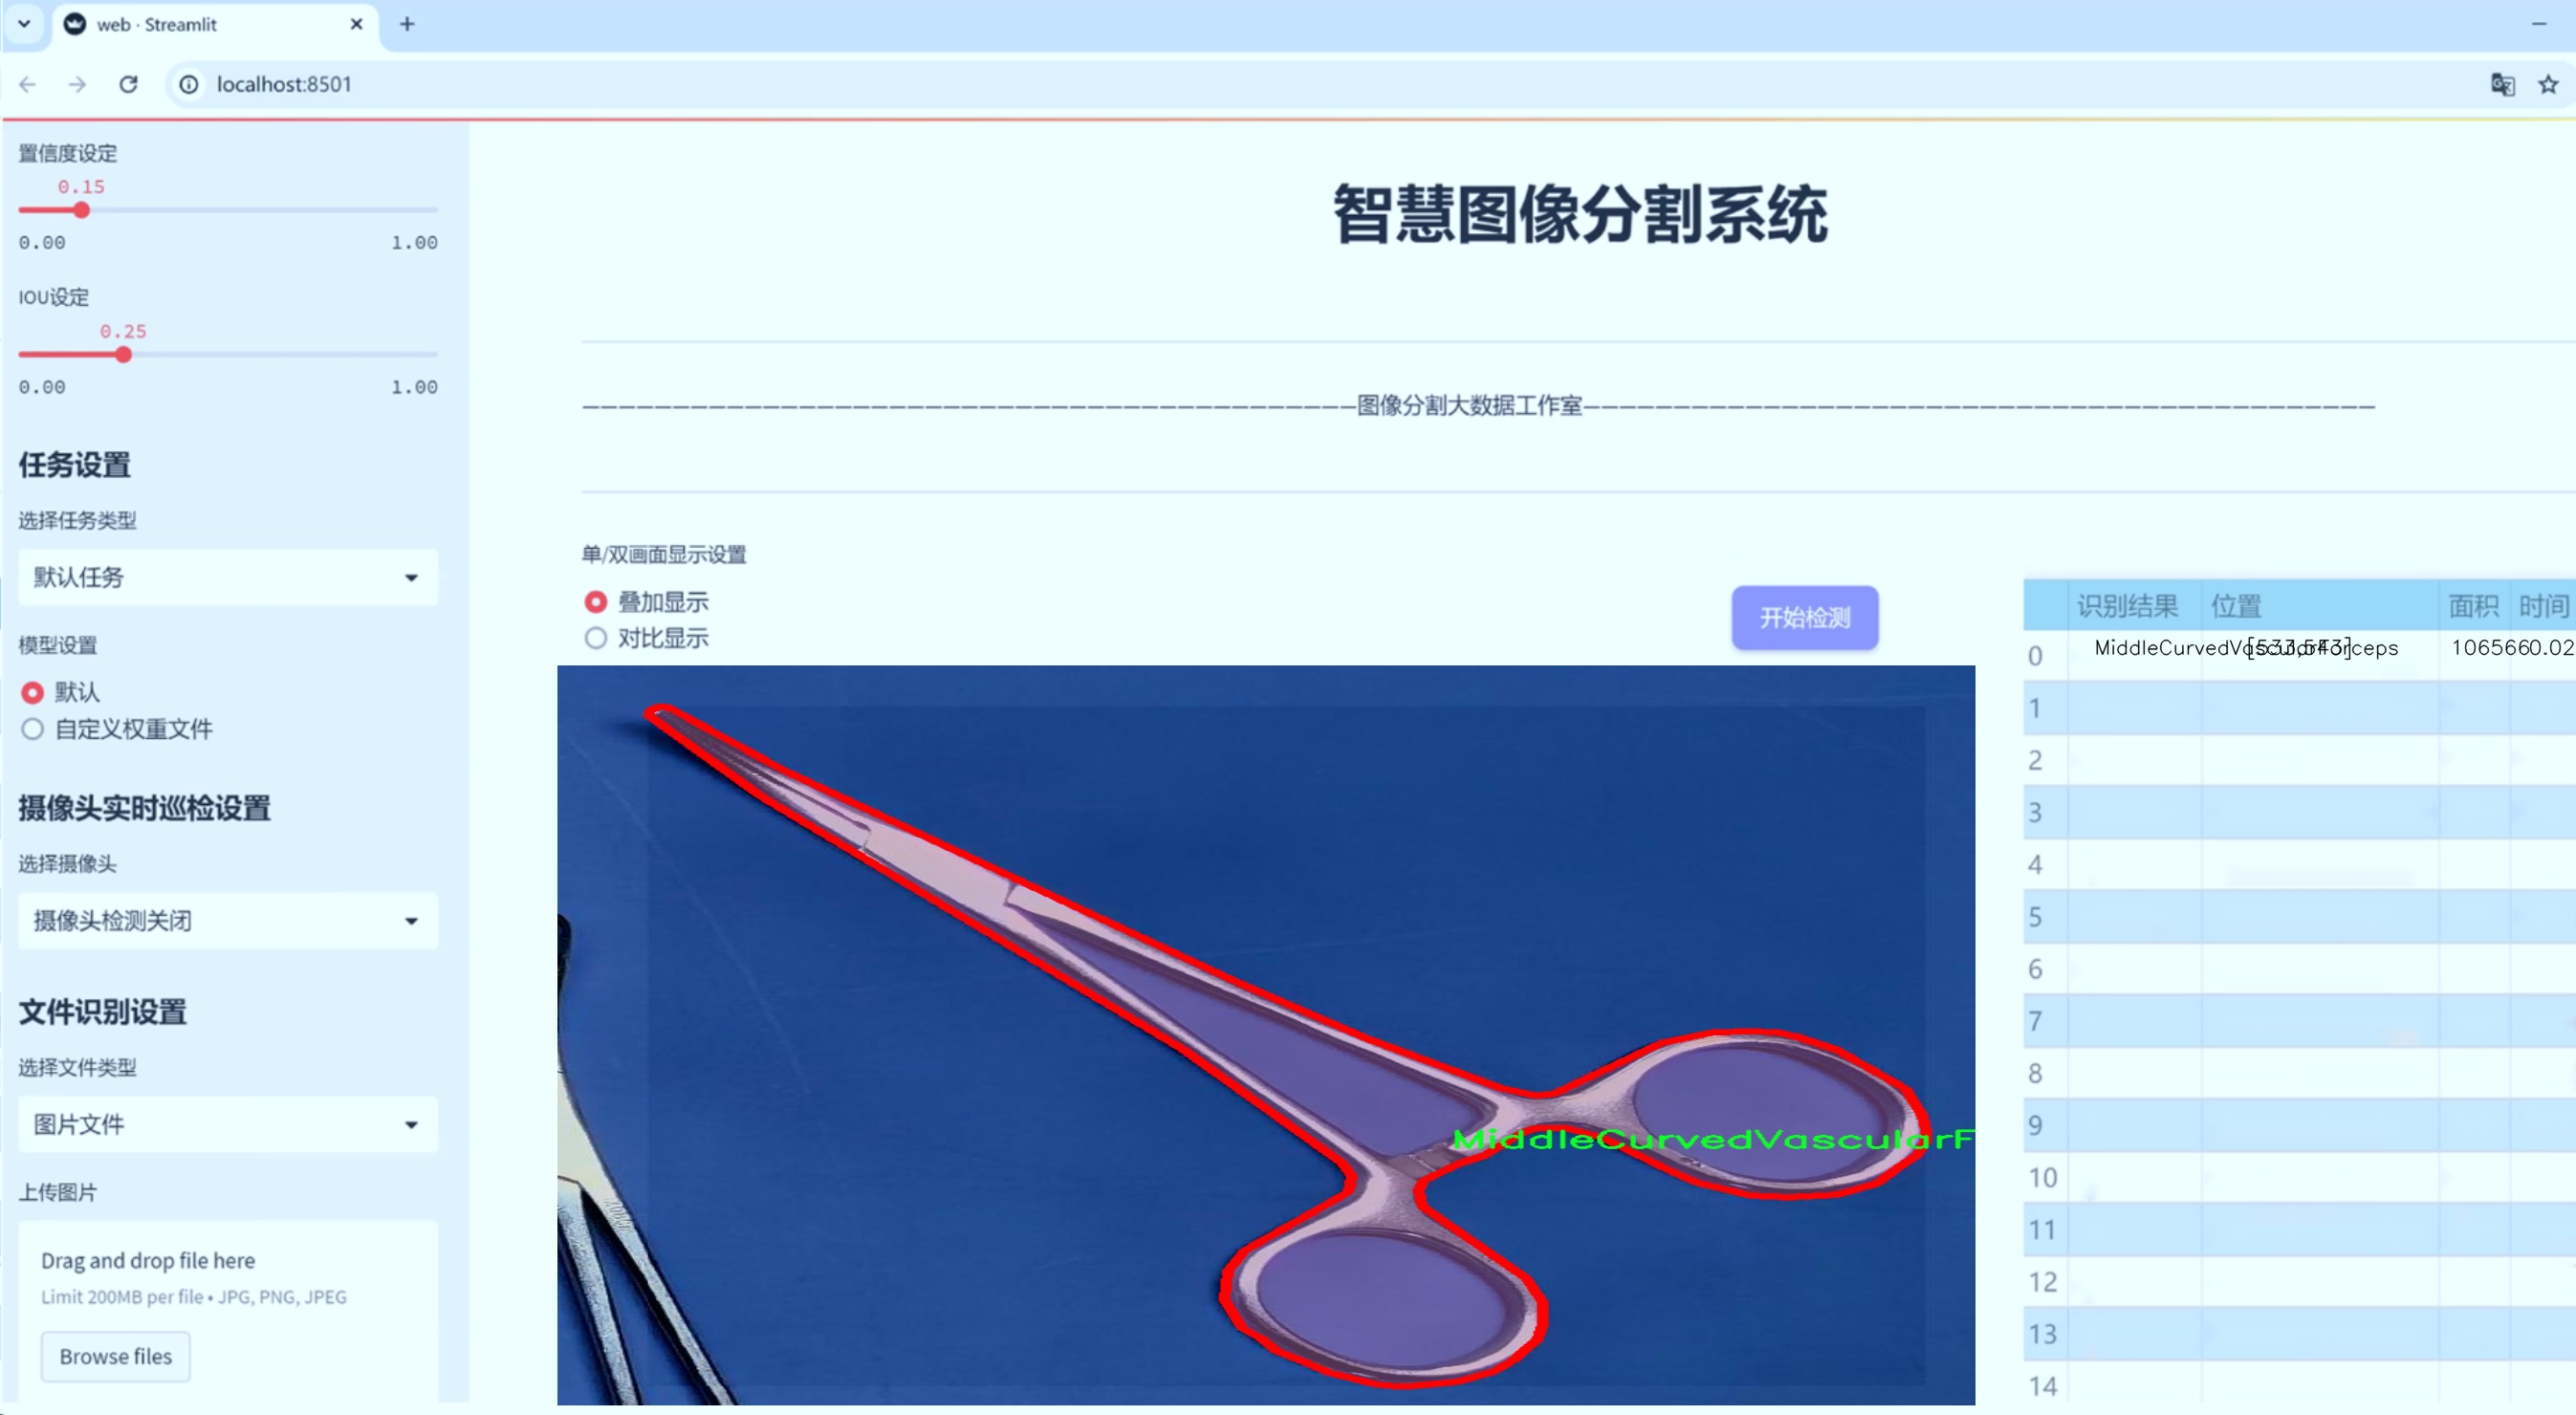 web · Streamlit
localhost:8501
置信度设定
0.15
0.00 1.00
IOU设定
0.25
0.00 1.00
任务设置
选择任务类型
默认任务
模型设置
默认
自定义权重文件
摄像头实时巡检设置
选择摄像头
摄像头检测关闭
文件识别设置
选择文件类型
图片文件
上传图片
Drag and drop file here
Limit 200MB per file • JPG, PNG, JPEG
Browse files
智慧图像分割系统
图像分割大数据工作室
单/双画面显示设置
叠加显示
对比显示
开始检测
MiddleCurvedVascularF
识别结果 位置 面积 时间
0 MiddleCurvedVascularForceps 1065660.02
1
2
3
4
5
6
7
8
9
10
11
12
13
14